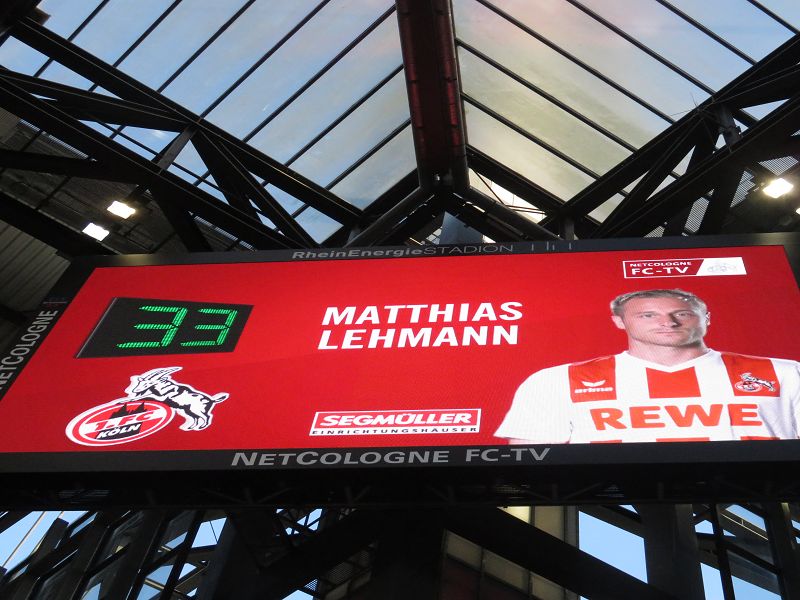 RheinEnergieSTADION
NETCOLOGNE
FC-TV
NETCOLOGNE
33
MATTHIAS
LEHMANN
1. FC
KÖLN
SEGMÜLLER
EINRICHTUNGSHÄUSER
erima
REWE
NETCOLOGNE FC-TV